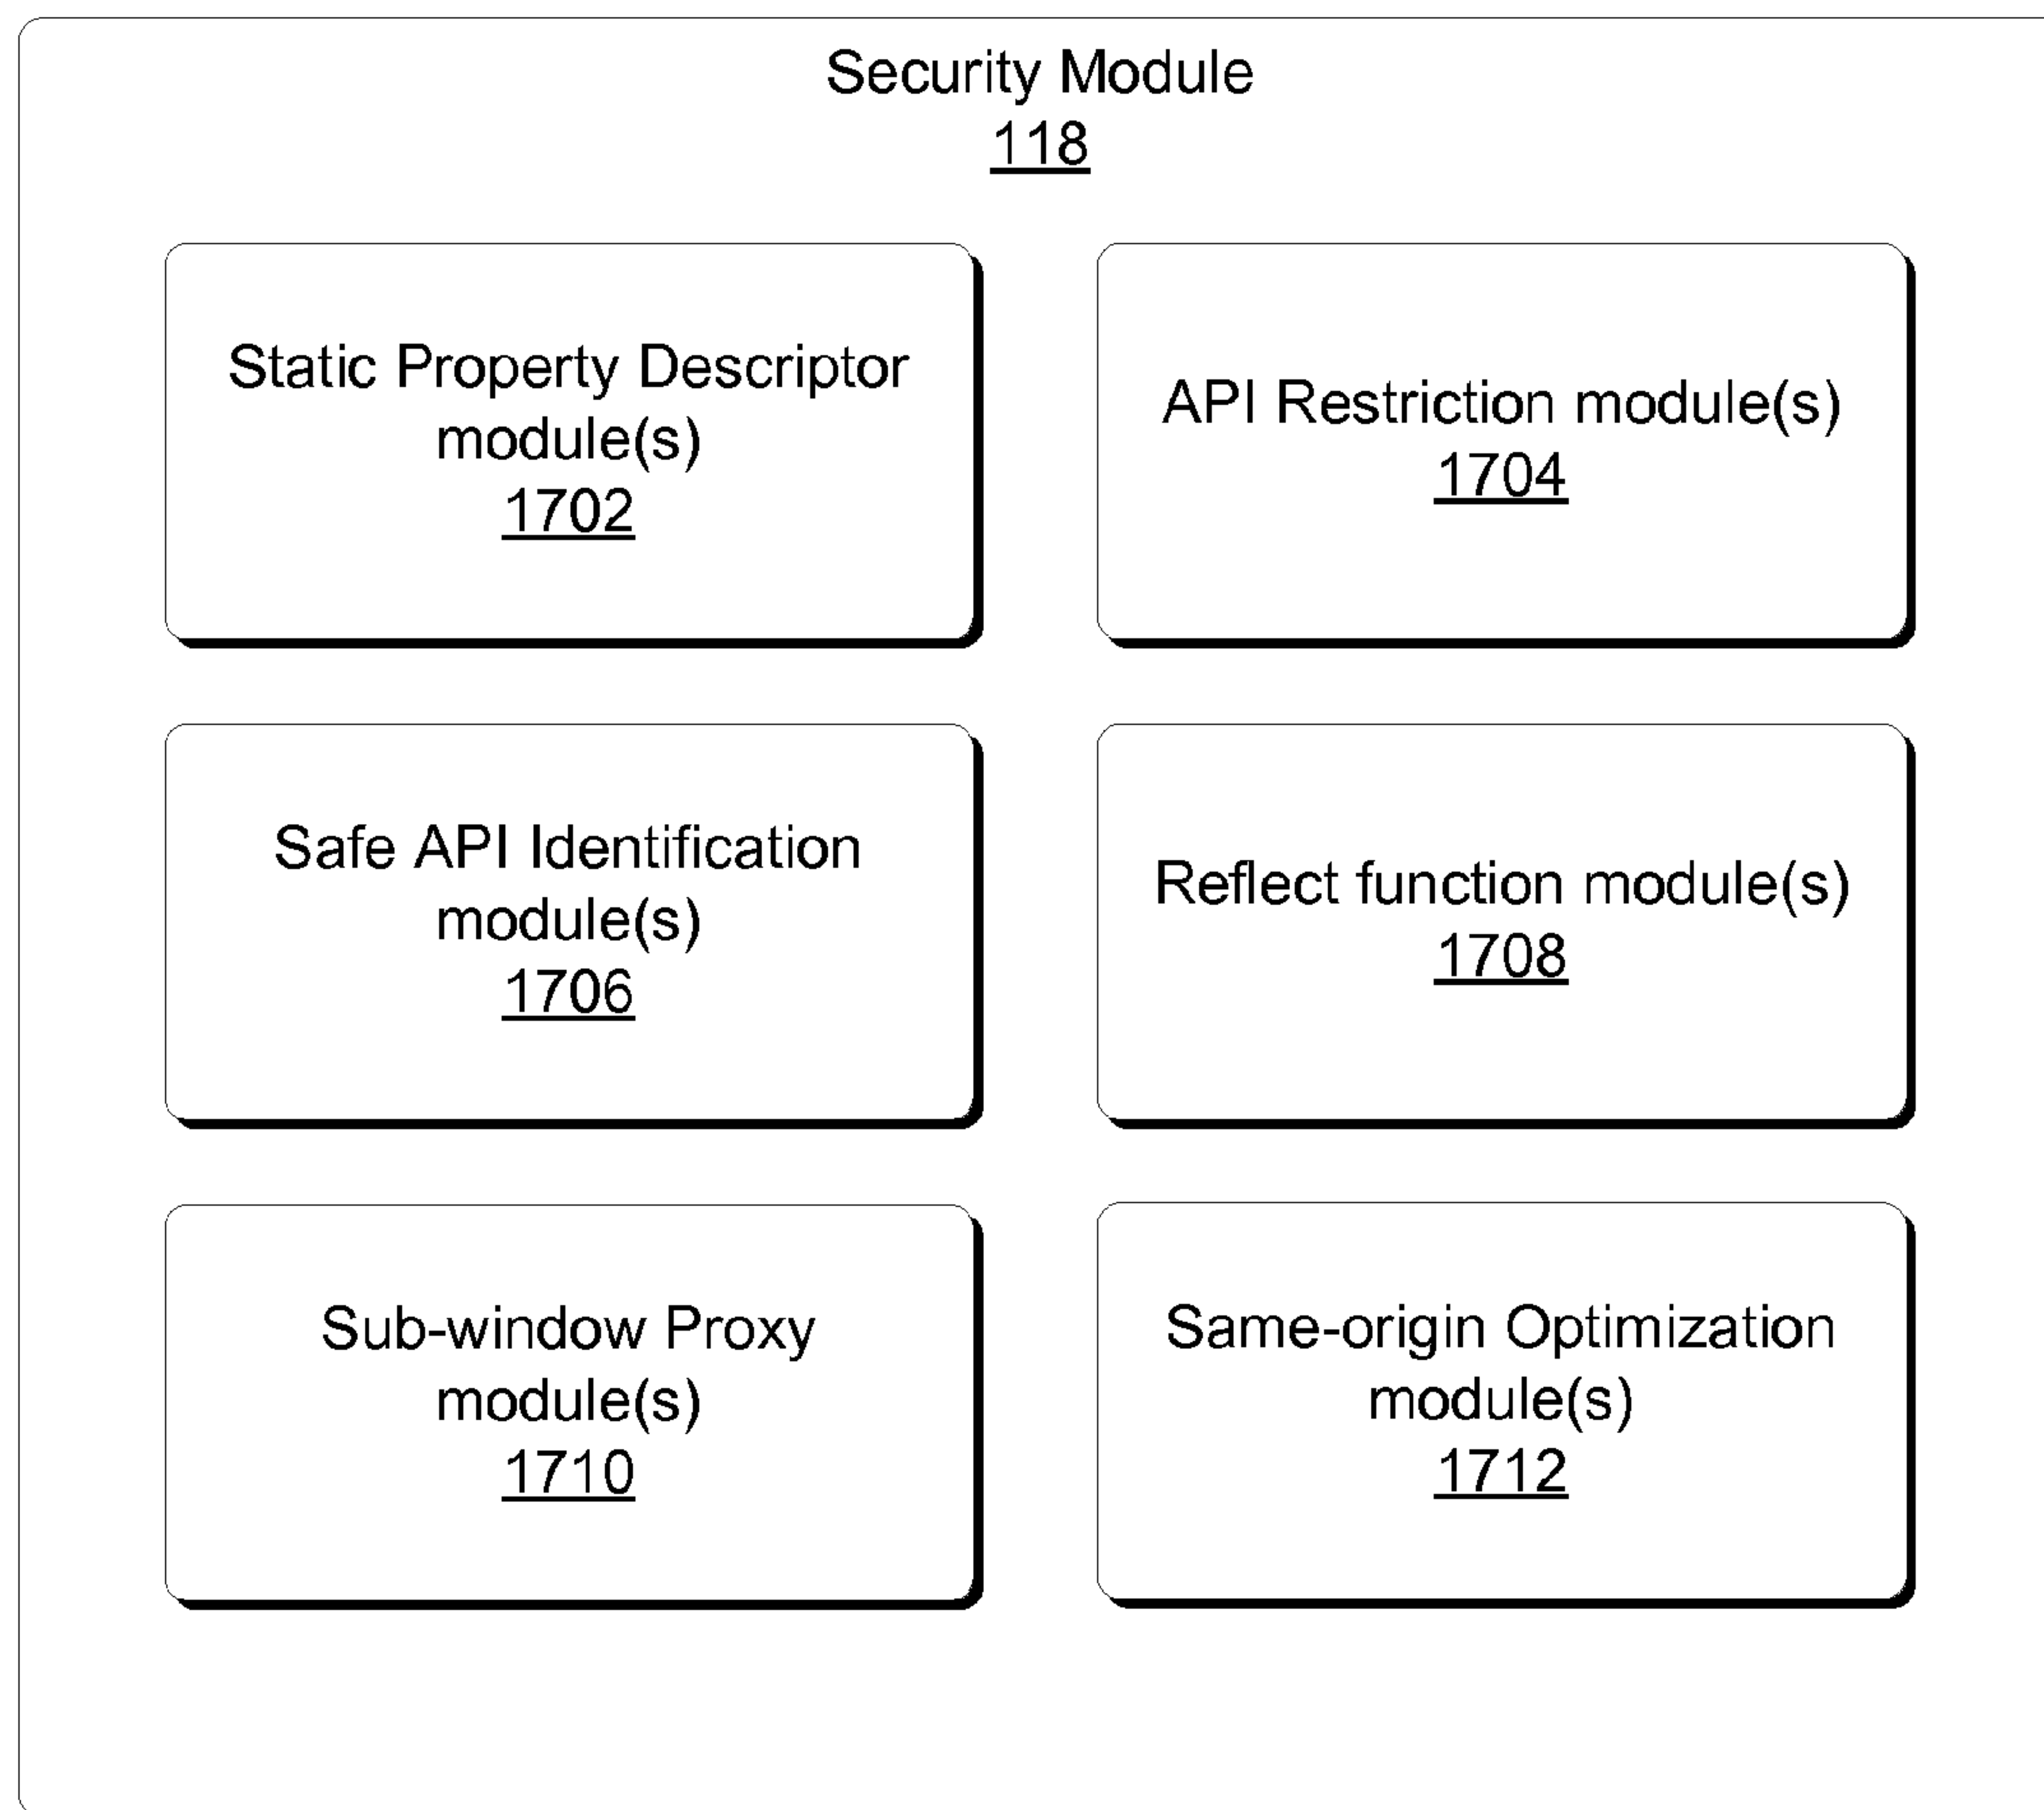 Security Module
118
Static Property Descriptor
module(s)
1702
API Restriction module(s)
1704
Safe API Identification
module(s)
1706
Reflect function module(s)
1708
Sub-window Proxy
module(s)
1710
Same-origin Optimization
module(s)
1712